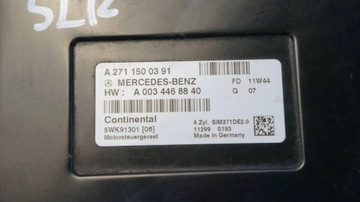 SLK
A 271 150 03 91
MERCEDES-BENZ
FD 11W44
HW : A 003 446 88 40
Q 07
Continental
4 Zyl. SIM271DE2.0
5WK91301 [06]
11299 0193
Motorsteuergeraet
Made in Germany